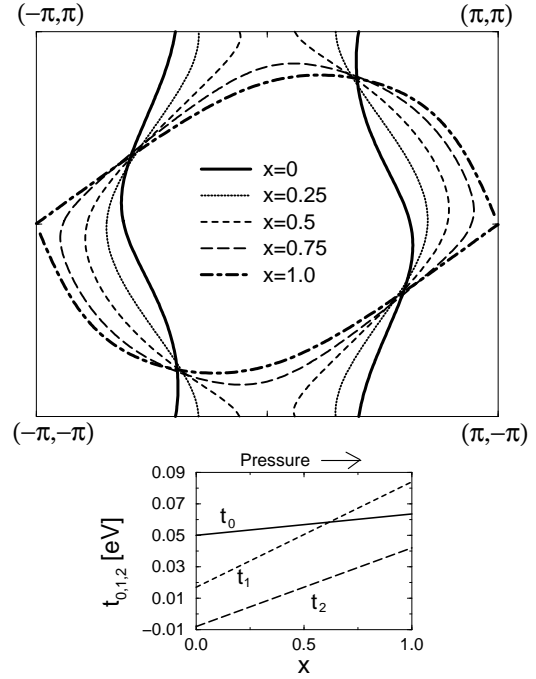 (−π,π) (π,π)
x=0
x=0.25
x=0.5
x=0.75
x=1.0
(−π,−π) (π,−π)
Pressure →
0.09
0.07
0.05
0.03
0.01
−0.01
t0,1,2 [eV]
t0
t1
t2
0.0 0.5 1.0
x